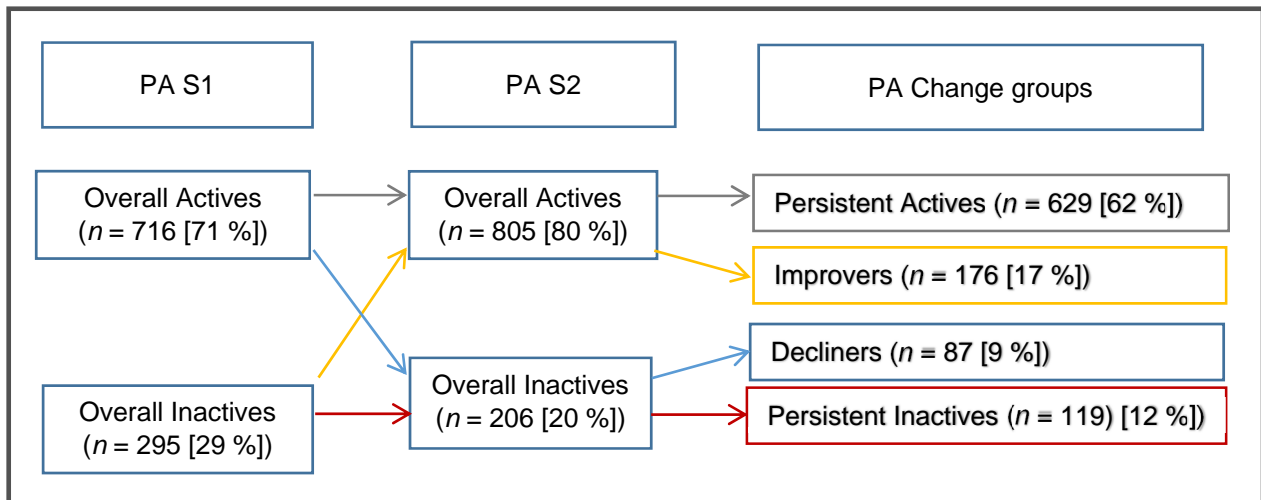 PA S1
PA S2
PA Change groups
Overall Actives
(n = 716 [71 %])
Overall Actives
(n = 805 [80 %])
Persistent Actives (n = 629 [62 %])
Improvers (n = 176 [17 %])
Decliners (n = 87 [9 %])
Overall Inactives
(n = 295 [29 %])
Overall Inactives
(n = 206 [20 %])
Persistent Inactives (n = 119) [12 %])